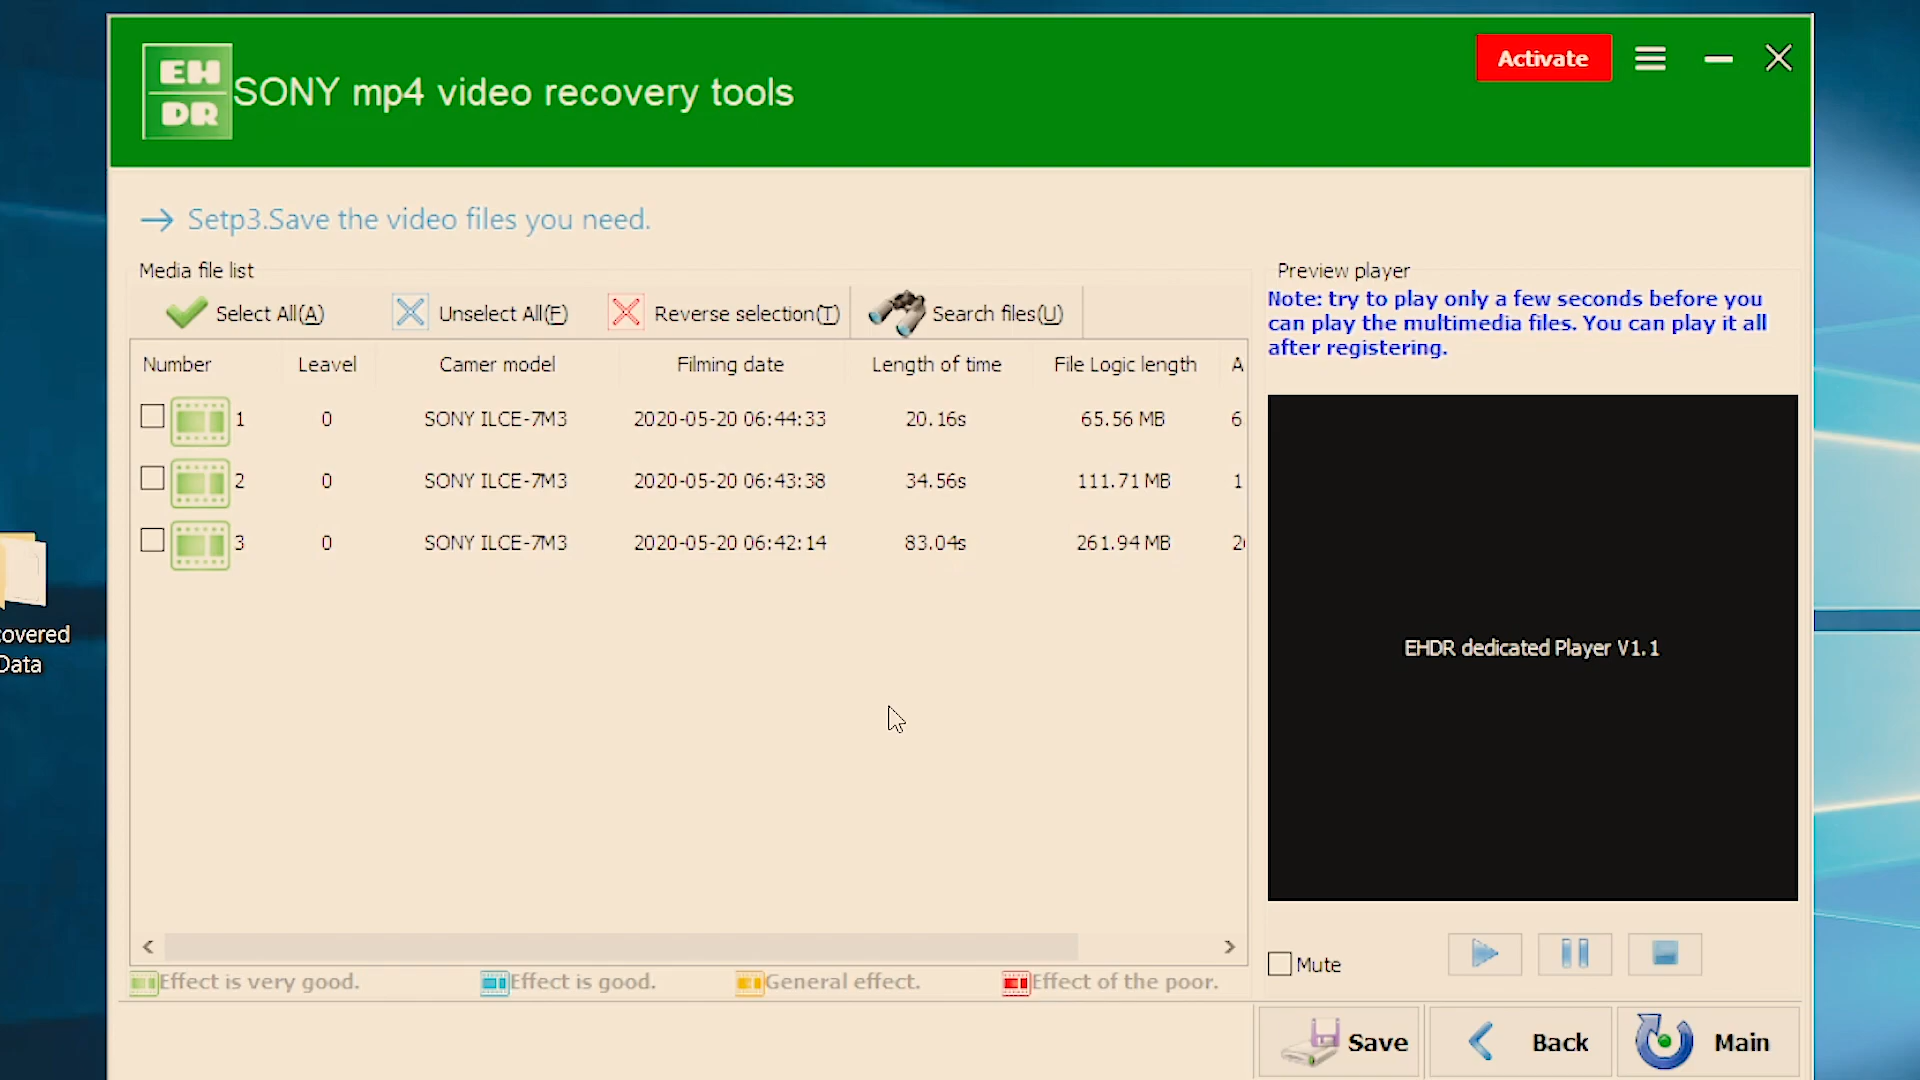 EH
DR
SONY mp4 video recovery tools
Activate
Setp3.Save the video files you need.
Media file list
Select All(A)
Unselect All(F)
Reverse selection(T)
Search files(U)
Number Leavel Camer model Filming date Length of time File Logic length A
1 0 SONY ILCE-7M3 2020-05-20 06:44:33 20.16s 65.56 MB 6
2 0 SONY ILCE-7M3 2020-05-20 06:43:38 34.56s 111.71 MB 1
3 0 SONY ILCE-7M3 2020-05-20 06:42:14 83.04s 261.94 MB 2
Effect is very good.
Effect is good.
General effect.
Effect of the poor.
Preview player
Note: try to play only a few seconds before you
can play the multimedia files. You can play it all
after registering.
EHDR dedicated Player V1.1
Mute
Save
Back
Main
covered
Data